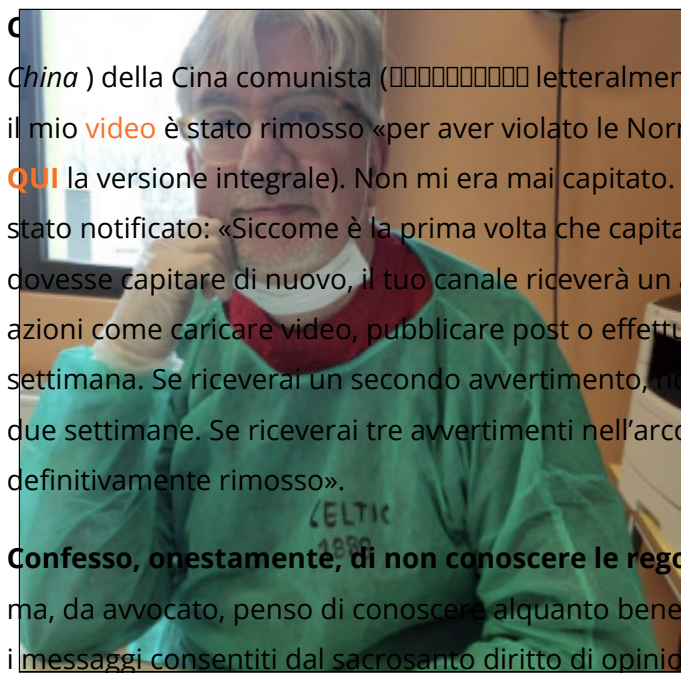 C
China ) della Cina comunista (▯▯▯▯▯▯▯▯▯▯ letteralmen
il mio video è stato rimosso «per aver violato le Norm
QUI la versione integrale). Non mi era mai capitato.
stato notificato: «Siccome è la prima volta che capita
dovesse capitare di nuovo, il tuo canale riceverà un a
azioni come caricare video, pubblicare post o effettu
settimana. Se riceverai un secondo avvertimento, no
due settimane. Se riceverai tre avvertimenti nell’arco
definitivamente rimosso».
CELTIC
1888
Confesso, onestamente, di non conoscere le rego
ma, da avvocato, penso di conoscere alquanto bene
i messaggi consentiti dal sacrosanto diritto di opinio